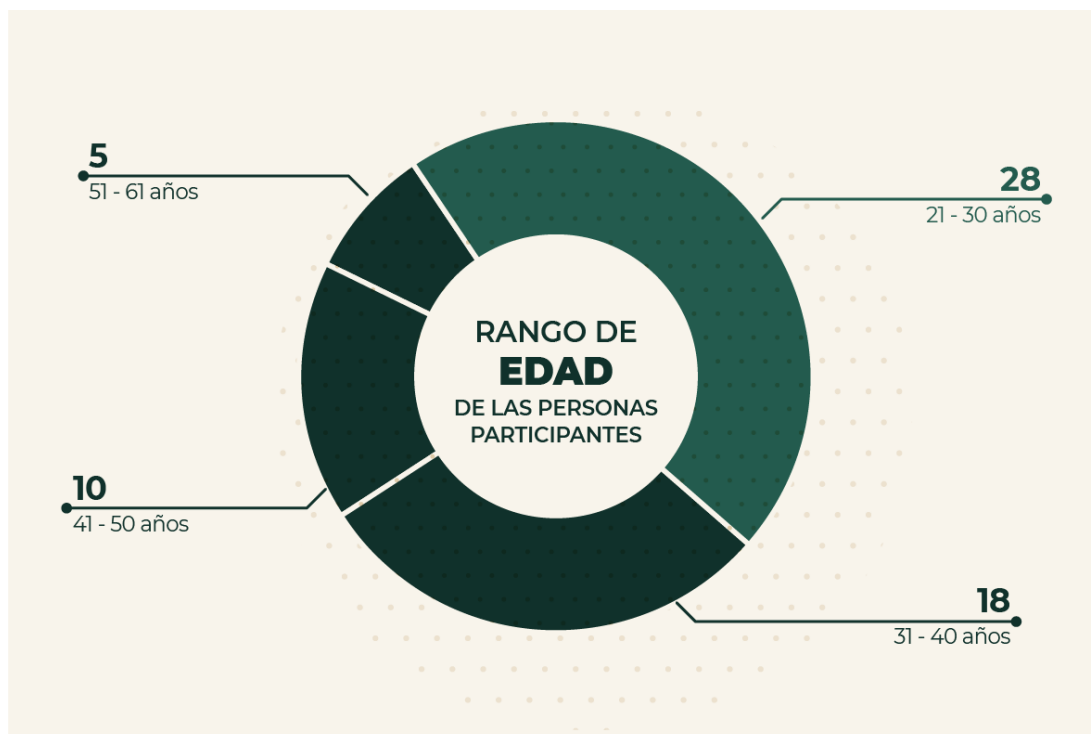 5
51 - 61 años
28
21 - 30 años
RANGO DE
EDAD
DE LAS PERSONAS
PARTICIPANTES
10
41 - 50 años
18
31 - 40 años